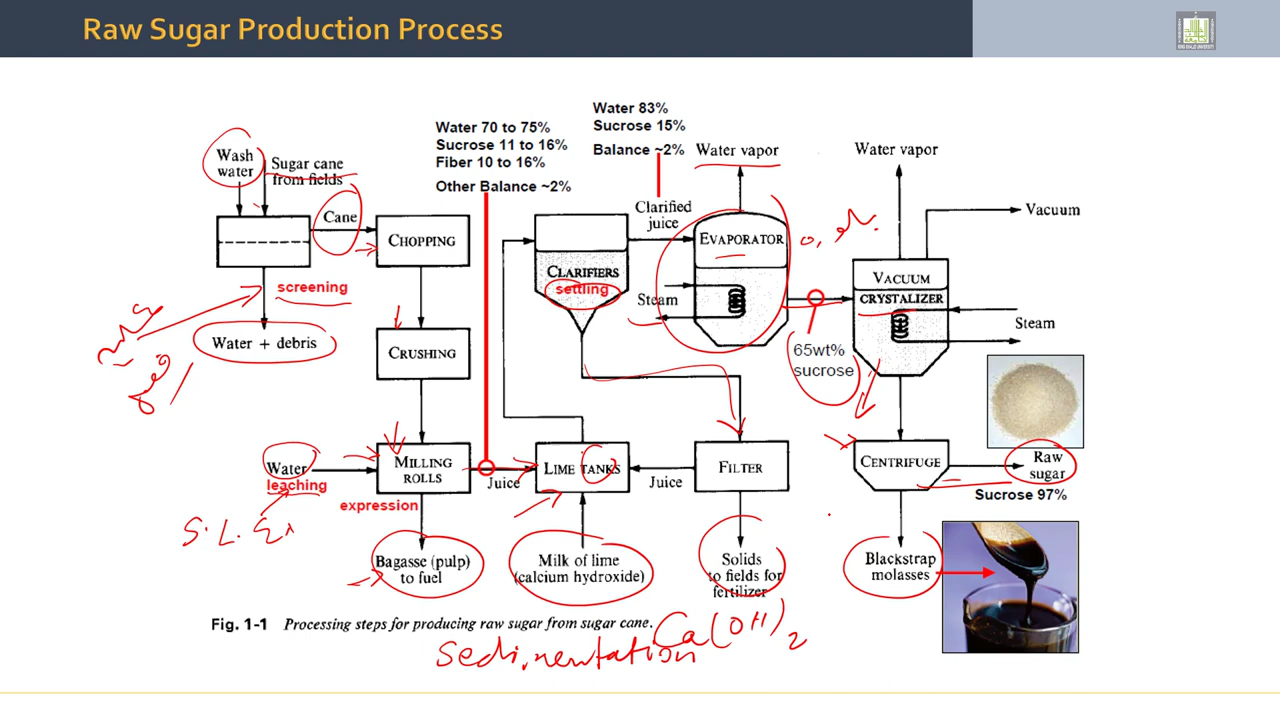 Raw Sugar Production Process
Water 83%
Sucrose 15%
Balance ~2%
Water 70 to 75%
Sucrose 11 to 16%
Fiber 10 to 16%
Other Balance ~2%
Wash
water
Sugar cane
from fields
Cane
CHOPPING
screening
Water + debris
CRUSHING
Water
leaching
S.L. Ex
MILLING
ROLLS
expression
Juice
Bagasse (pulp)
to fuel
CLARIFIERS
settling
Clarified
juice
LIME TANKS
Milk of lime
(calcium hydroxide)
Juice
FILTER
Solids
to fields for
fertilizer
Water vapor
EVAPORATOR
Steam
65wt%
sucrose
Water vapor
Vacuum
VACUUM
CRYSTALIZER
Steam
CENTRIFUGE
Raw
sugar
Sucrose 97%
Blackstrap
molasses
Fig. 1-1 Processing steps for producing raw sugar from sugar cane.
Ca(OH)2
Sedimentation